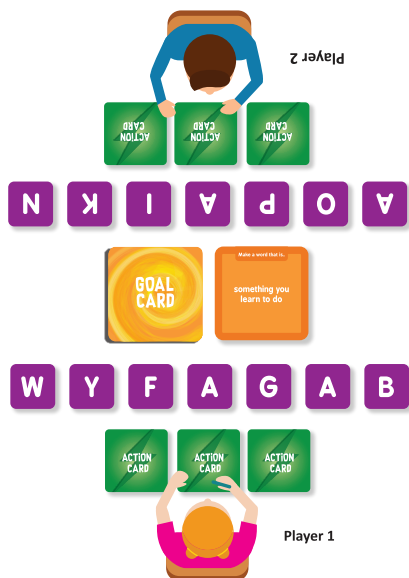 Player 2
ACTION
CARD
ACTION
CARD
ACTION
CARD
A O P A I K N
GOAL
CARD
Make a word that is..
something you
learn to do
W Y F A G A B
ACTION
CARD
ACTION
CARD
ACTION
CARD
Player 1